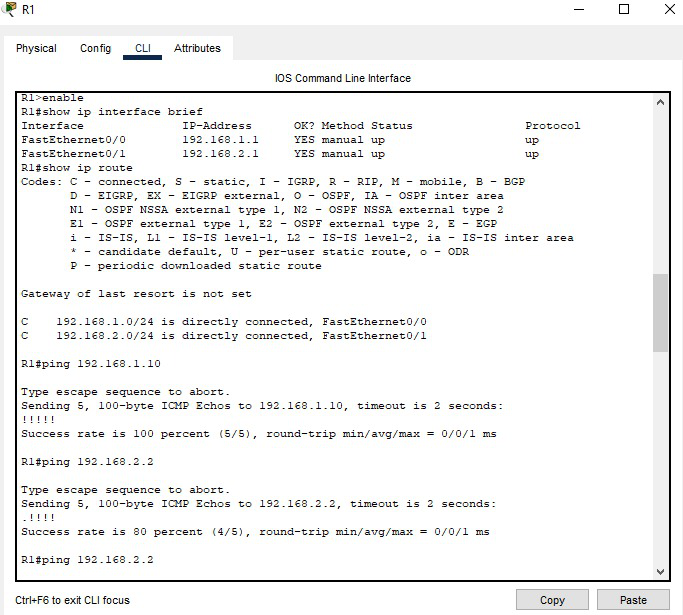 R1
Physical Config CLI Attributes
IOS Command Line Interface
R1>enable
R1#show ip interface brief
Interface IP-Address OK? Method Status Protocol
FastEthernet0/0 192.168.1.1 YES manual up up
FastEthernet0/1 192.168.2.1 YES manual up up
R1#show ip route
Codes: C - connected, S - static, I - IGRP, R - RIP, M - mobile, B - BGP
D - EIGRP, EX - EIGRP external, O - OSPF, IA - OSPF inter area
N1 - OSPF NSSA external type 1, N2 - OSPF NSSA external type 2
E1 - OSPF external type 1, E2 - OSPF external type 2, E - EGP
i - IS-IS, L1 - IS-IS level-1, L2 - IS-IS level-2, ia - IS-IS inter area
* - candidate default, U - per-user static route, o - ODR
P - periodic downloaded static route
Gateway of last resort is not set
C 192.168.1.0/24 is directly connected, FastEthernet0/0
C 192.168.2.0/24 is directly connected, FastEthernet0/1
R1#ping 192.168.1.10
Type escape sequence to abort.
Sending 5, 100-byte ICMP Echos to 192.168.1.10, timeout is 2 seconds:
!!!!!
Success rate is 100 percent (5/5), round-trip min/avg/max = 0/0/1 ms
R1#ping 192.168.2.2
Type escape sequence to abort.
Sending 5, 100-byte ICMP Echos to 192.168.2.2, timeout is 2 seconds:
.!!!!
Success rate is 80 percent (4/5), round-trip min/avg/max = 0/0/1 ms
R1#ping 192.168.2.2
Ctrl+F6 to exit CLI focus Copy Paste